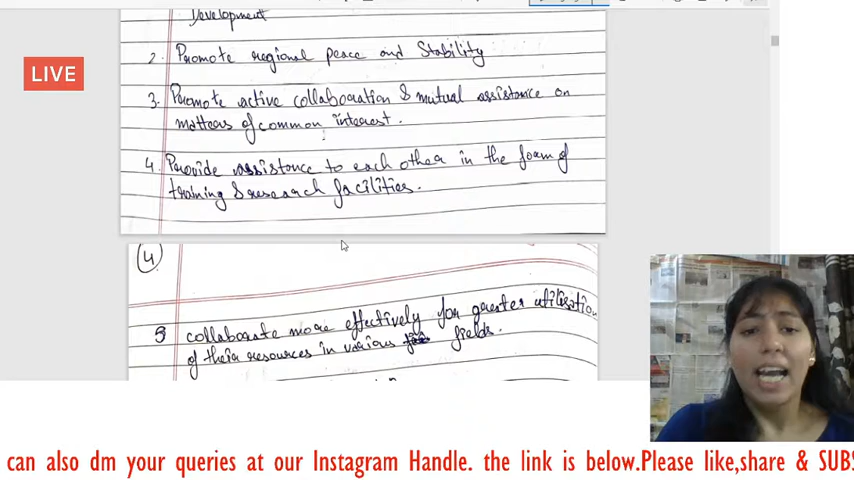 Development
LIVE
2. Promote regional peace and Stability
3. Promote active collaboration & mutual assistance on
matters of common interest.
4. Provide assistance to each other in the form of
training & research facilities.
4
5 collaborate more effectively for greater utilisation
of their resources in various fields.
can also dm your queries at our Instagram Handle. the link is below.Please like,share & SUBS